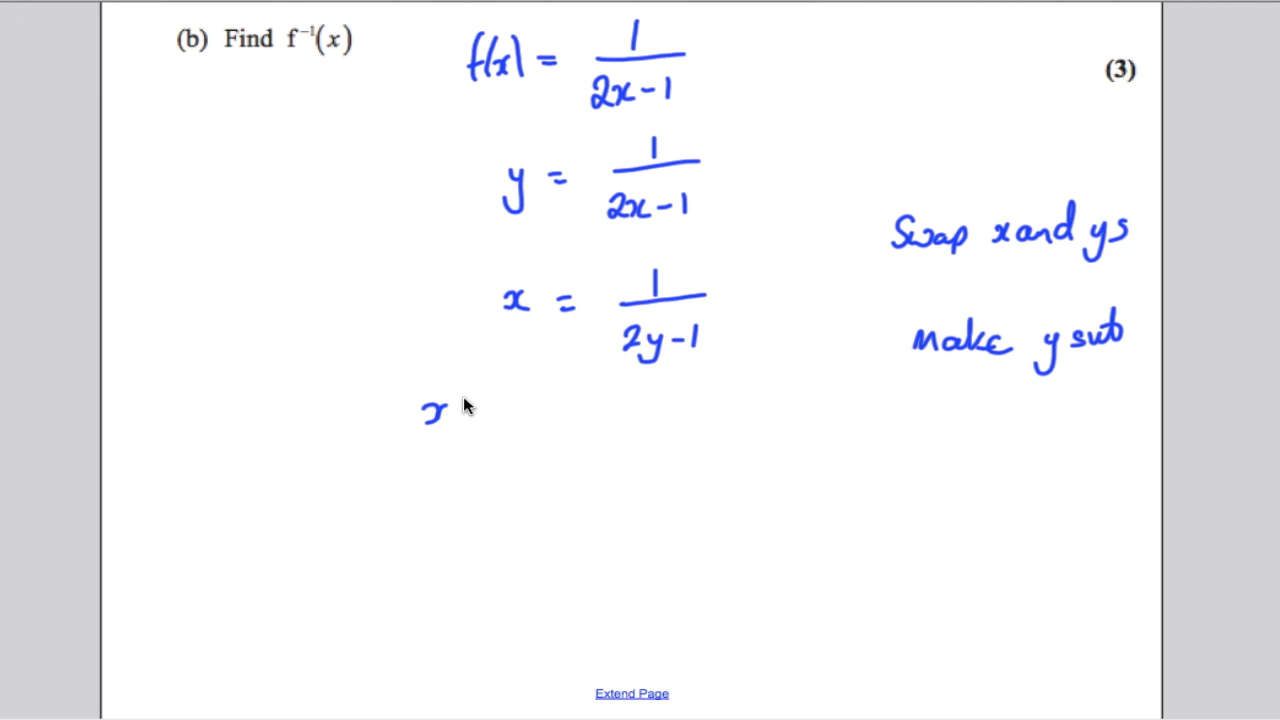 (b) Find f⁻¹(x)
f(x) = 1/(2x-1)
(3)
y = 1/(2x-1)
Swap x and ys
x = 1/(2y-1)
make y sub
x
Extend Page